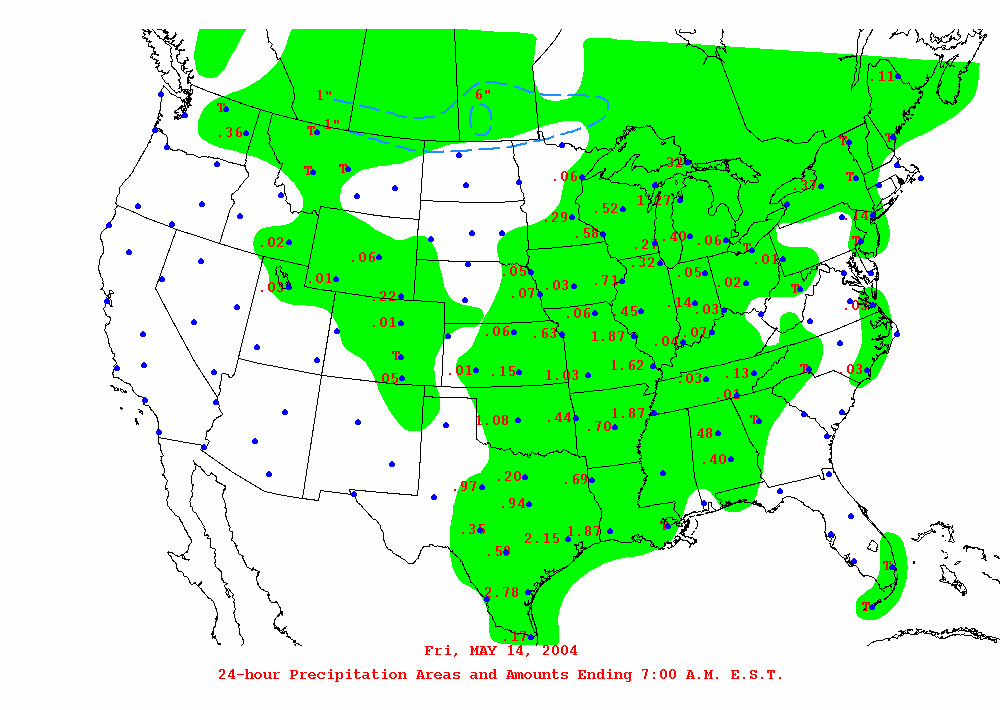 .11
1" 6"
T
1"
.36 T
T T
T T
.32
.06 T
.37
1.27
.52
.29 .14
.58 .40 .06
.02 .27 T T
.06 .32 .01
.05 .05
.01 .03 .71 .02
.03 .07 T
.22 .14
.06 .45 .03
.01 .06 .63 1.87 .07
.04
T
.01 .15 1.62 T .03
.05 1.03 .03 .13
.01
1.08 .44 1.87
.70 T
.48
.40
.97 .20 .69
.94
.35 1.87 T
2.15
.58
T
2.78
T
.17
Fri, MAY 14, 2004
24-hour Precipitation Areas and Amounts Ending 7:00 A.M. E.S.T.